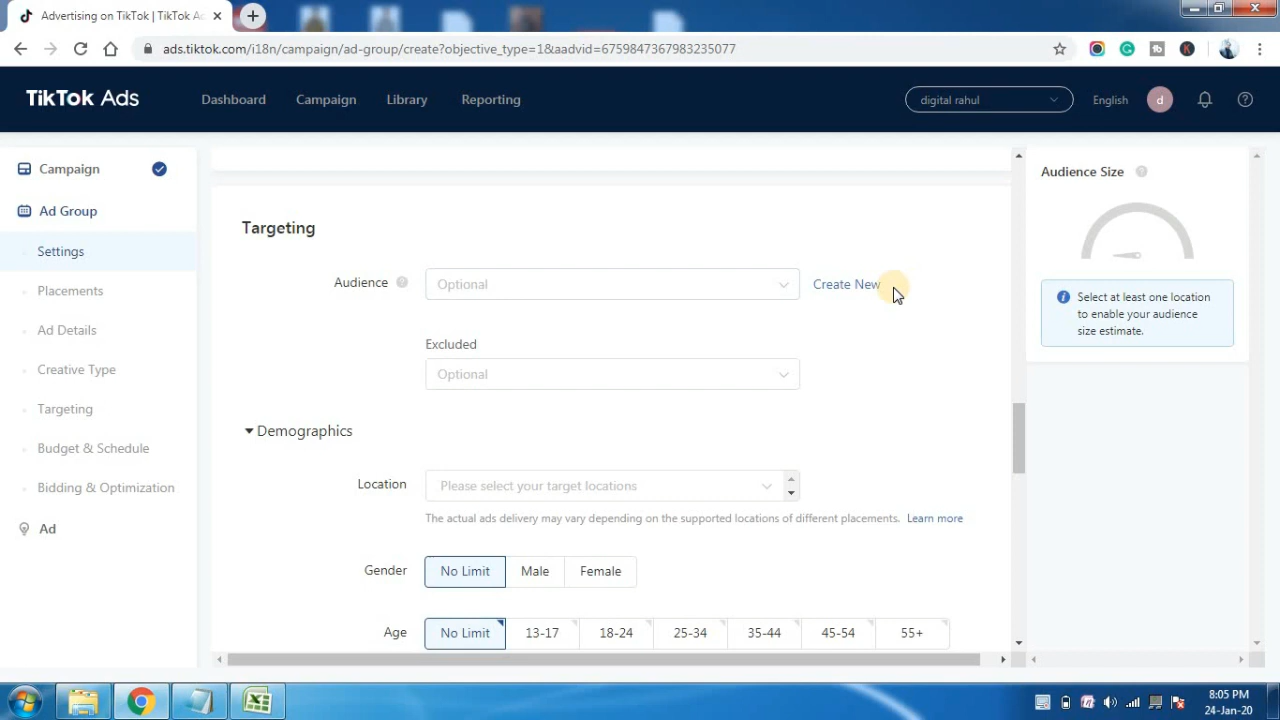 Advertising on TikTok | TikTok Ad
ads.tiktok.com/i18n/campaign/ad-group/create?objective_type=1&aadvid=6759847367983235077
TikTok Ads
Dashboard
Campaign
Library
Reporting
digital rahul
English
d
Campaign
Ad Group
Settings
Placements
Ad Details
Creative Type
Targeting
Budget & Schedule
Bidding & Optimization
Ad
Targeting
Audience
Optional
Create New
Excluded
Optional
Demographics
Location
Please select your target locations
The actual ads delivery may vary depending on the supported locations of different placements. Learn more
Gender
No Limit
Male
Female
Age
No Limit
13-17
18-24
25-34
35-44
45-54
55+
Audience Size
Select at least one location
to enable your audience
size estimate.
8:05 PM
24-Jan-20